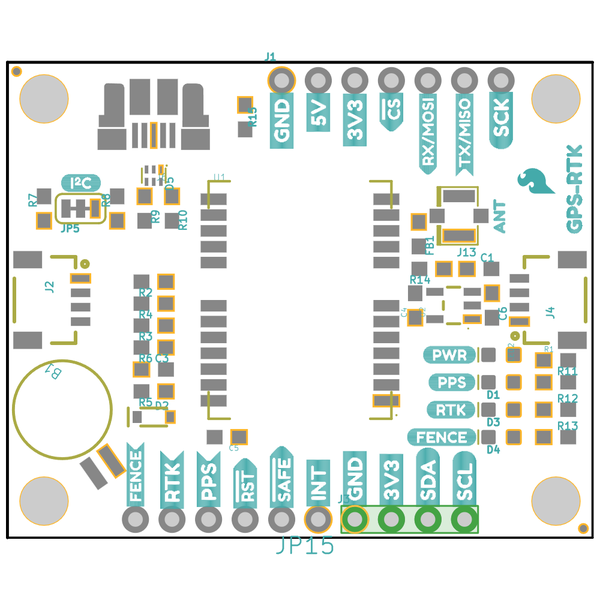 J1
GND
5V
3V3
CS
RX/MOSI
TX/MISO
SCK
R15
GPS-RTK
I²C
D5
U1
R7
R8
R9
R10
JP5
ANT
FB1
J13
C1
R14
J2
J4
C6
R2
R4
R3
R6
C3
R5
D2
B1
C5
PWR
PPS
RTK
FENCE
D1
D3
D4
R1
R11
R12
R13
FENCE
RTK
PPS
RST
SAFE
INT
GND
3V3
SDA
SCL
J3
JP15